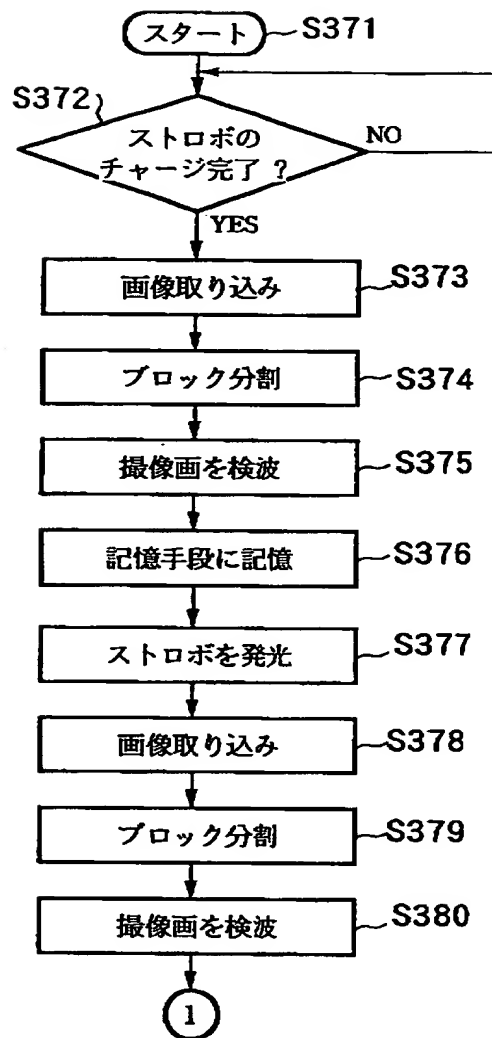 スタート
S371
S372
ストロボの
チャージ完了？
NO
YES
画像取り込み
S373
ブロック分割
S374
撮像画を検波
S375
記憶手段に記憶
S376
ストロボを発光
S377
画像取り込み
S378
ブロック分割
S379
撮像画を検波
S380
1